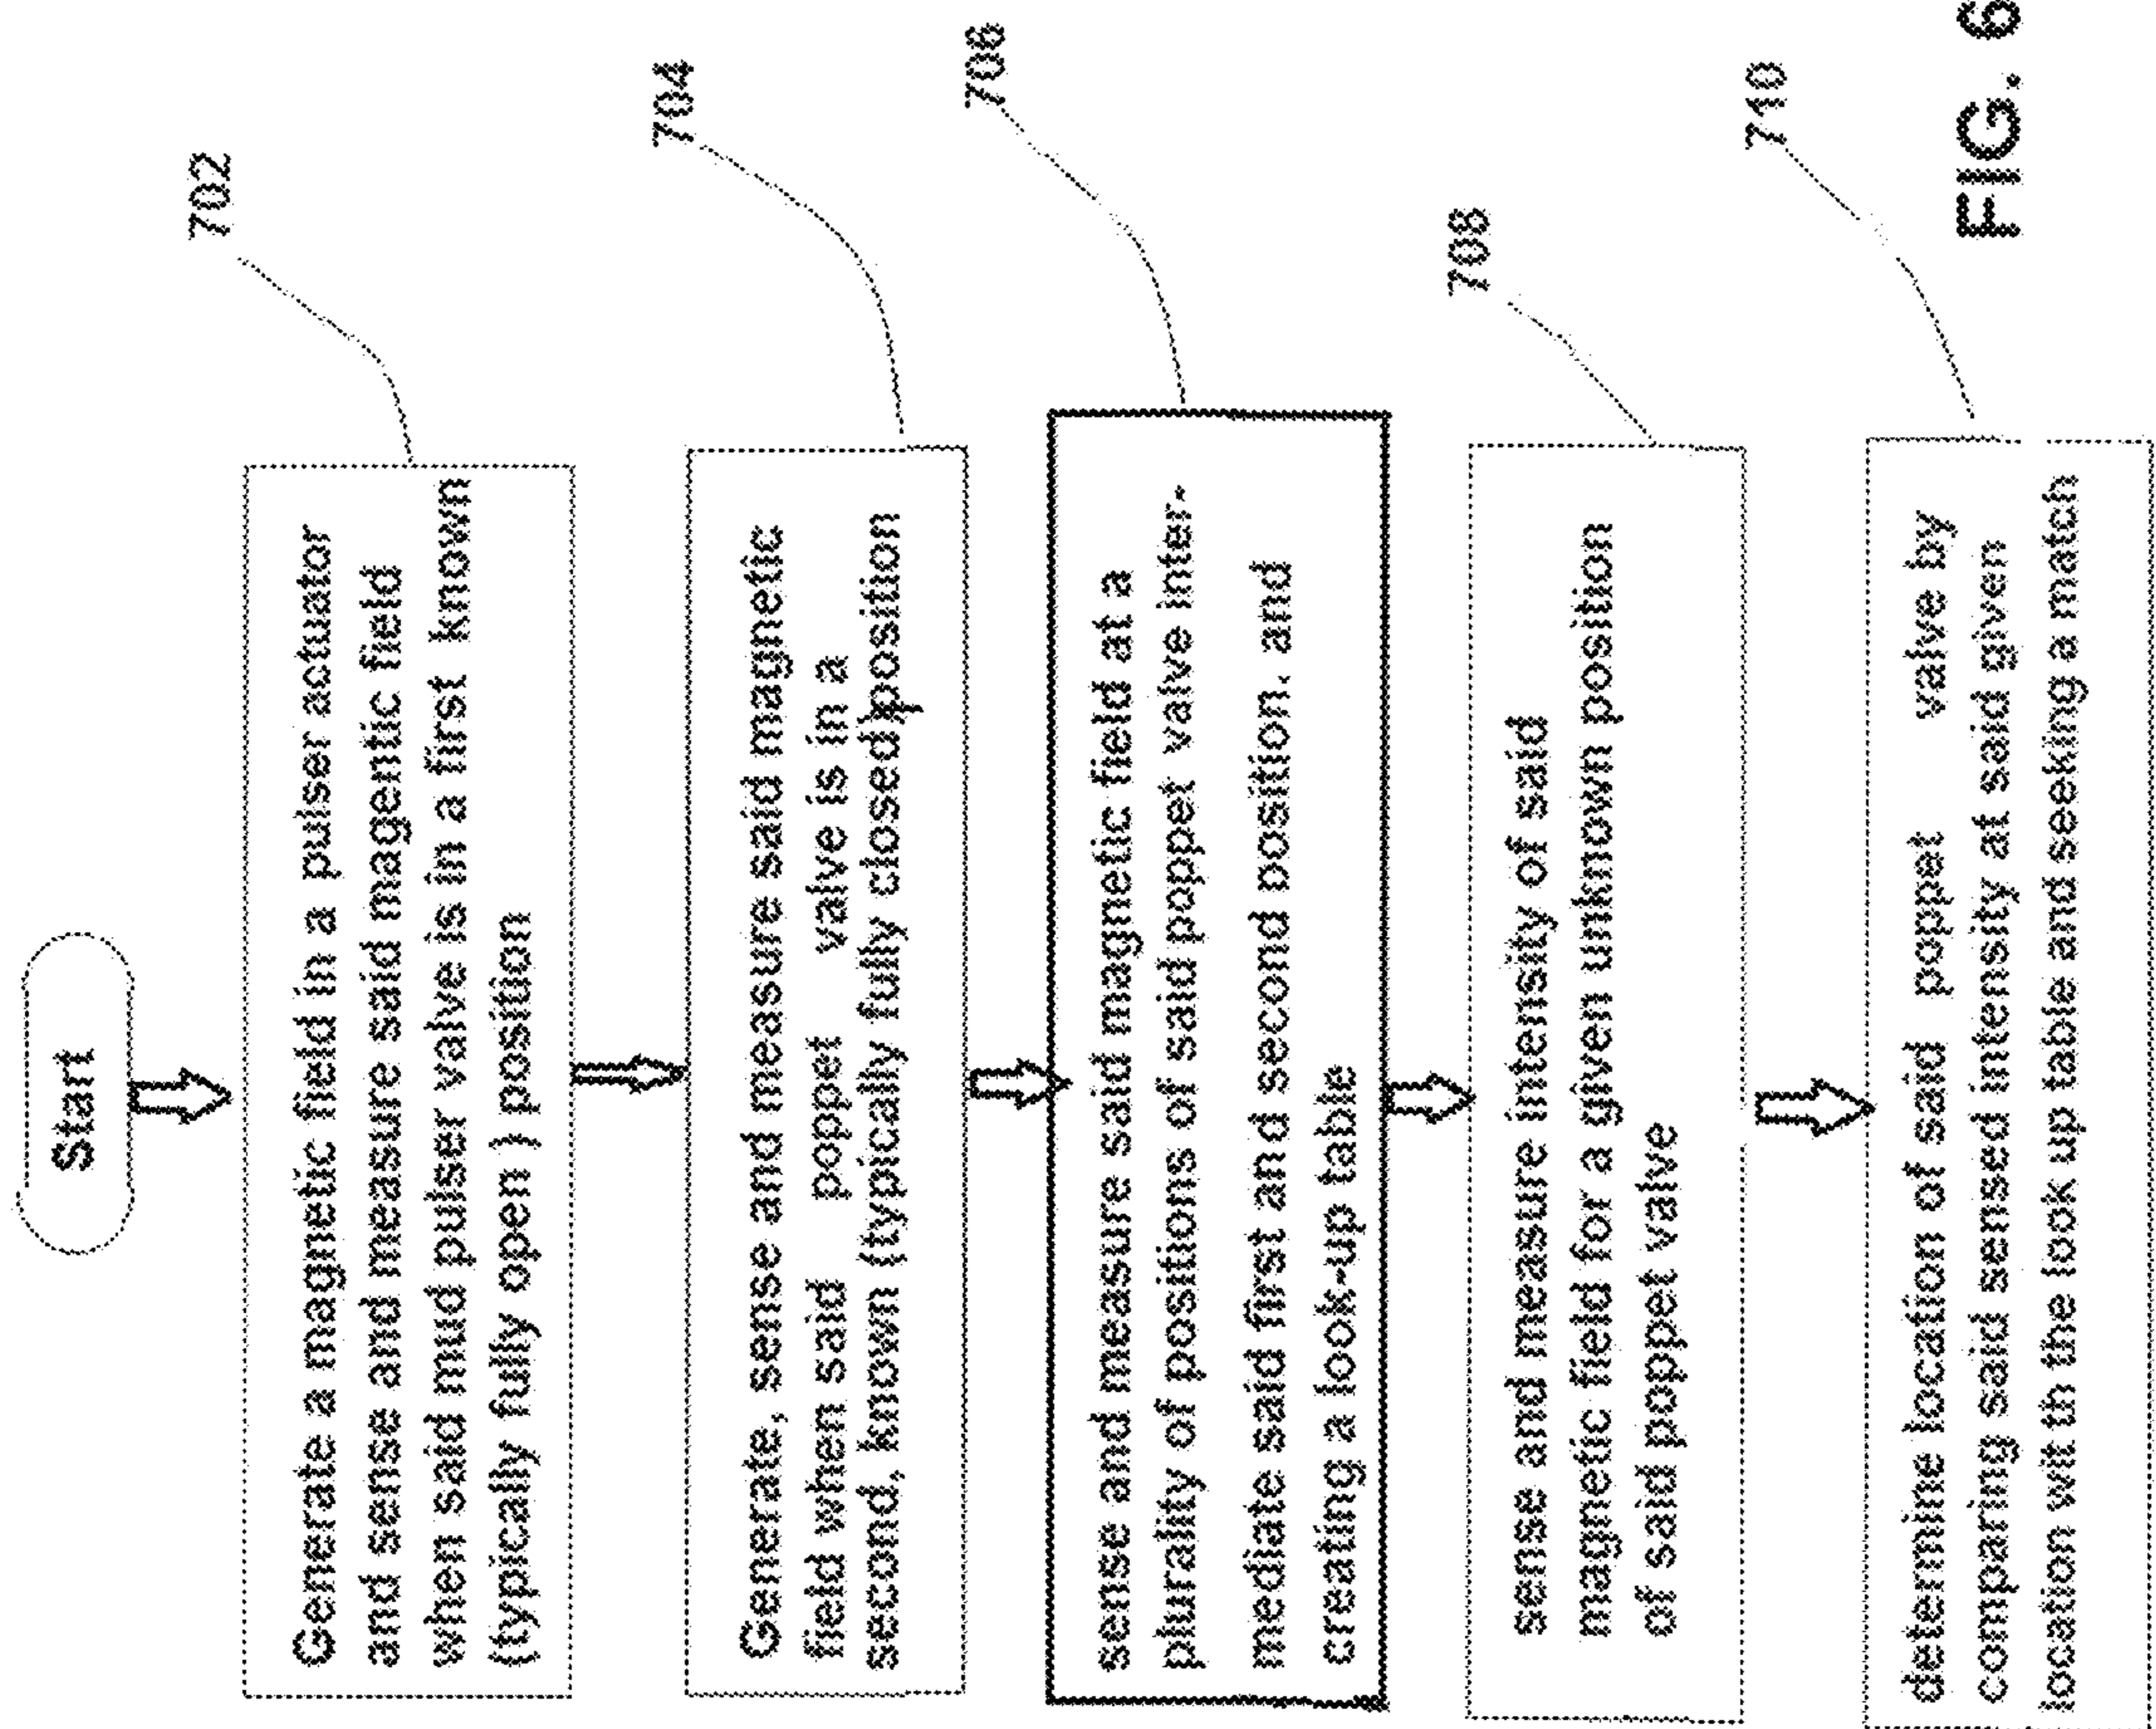 Start
702
Generate a magnetic field in a pulser actuator
and sense and measure said magentic field
when said mud pulser valve is in a first known
(typically fully open ) position
704
Generate, sense and measure said magnetic
field when said poppet valve is in a
second, known (typically fully closed position
706
sense and measure said magnetic field at a
plurality of positions of said poppet valve inter-
mediate said first and second position. and
creating a look-up table
708
sense and measure intensity of said
magnetic field for a given unknown position
of said poppet valve
710
determine location of said poppet valve by
comparing said sensed intensity at said given
location wit th the look up table and seeking a match
FIG. 6